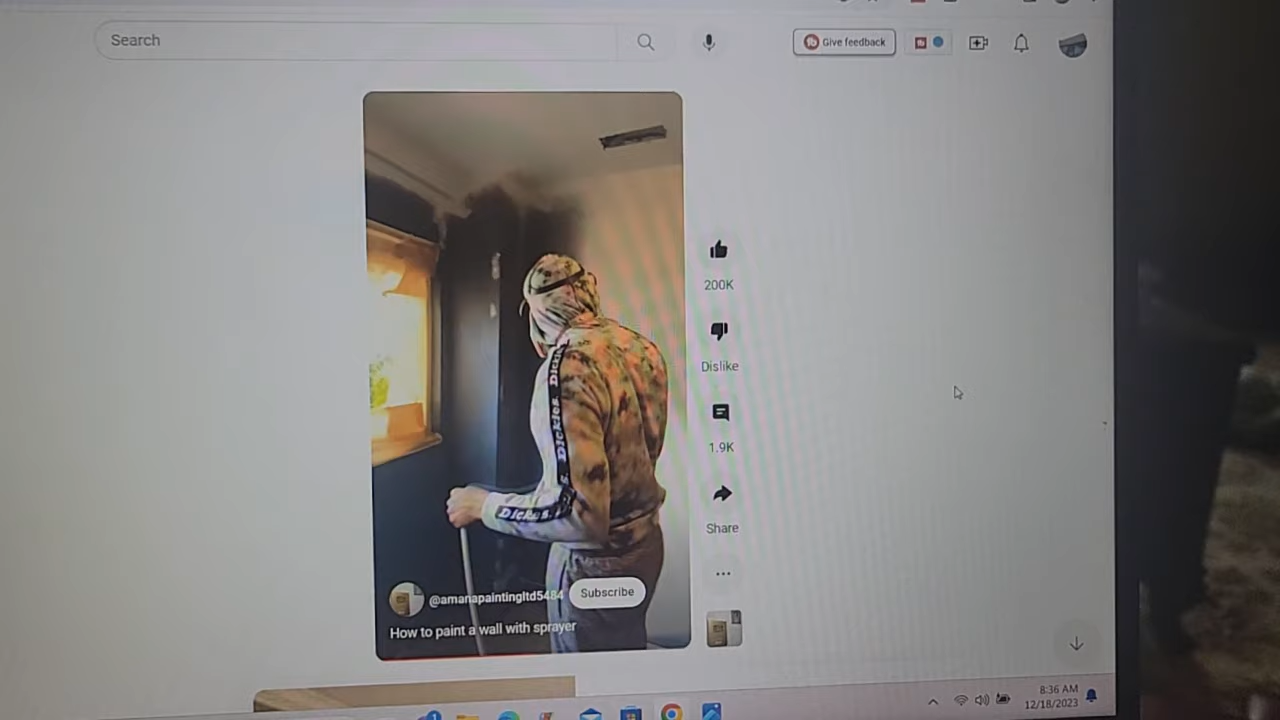 Search
Give feedback
200K
Dislike
1.9K
Share
Dickies.
Dickies.
@amanapaintingltd5484
Subscribe
How to paint a wall with sprayer
8:36 AM
12/18/2023